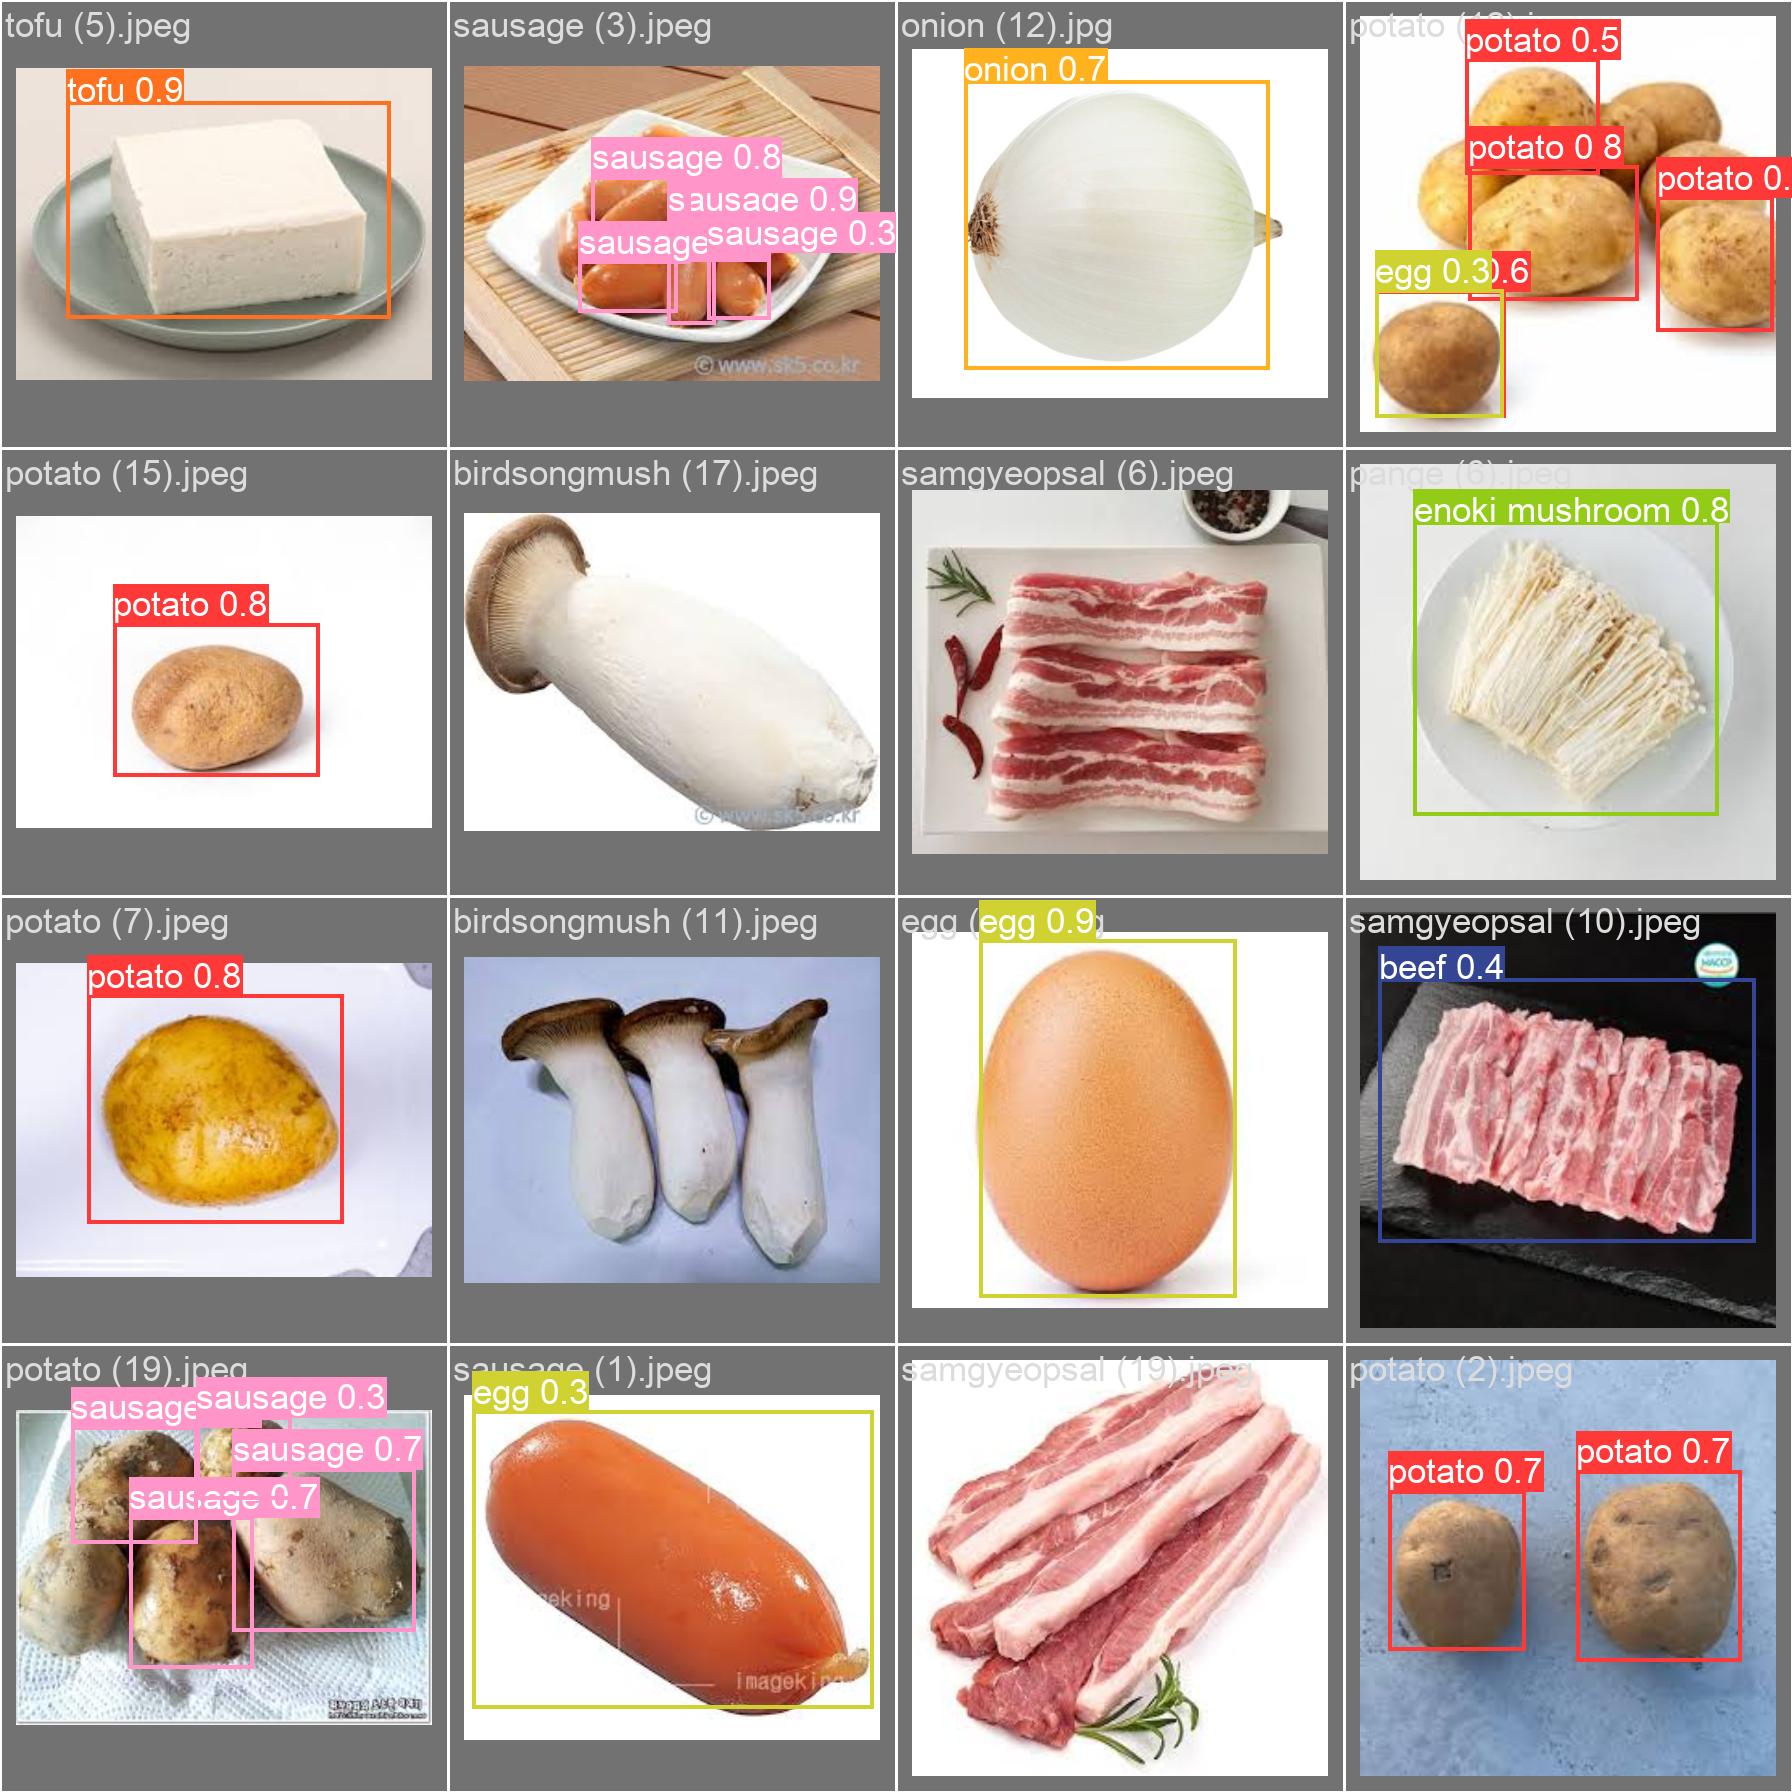 tofu (5).jpeg
tofu 0.9
sausage (3).jpeg
sausage 0.8
sausage 0.9
sausage
sausage 0.3
© www.sk5.co.kr
onion (12).jpg
onion 0.7
potato
potato 0.5
potato 0.8
potato 0.
egg 0.3
0.6
potato (15).jpeg
potato 0.8
birdsongmush (17).jpeg
© www.sk5.co.kr
samgyeopsal (6).jpeg
pange (6).jpeg
enoki mushroom 0.8
potato (7).jpeg
potato 0.8
birdsongmush (11).jpeg
egg (
egg 0.9
samgyeopsal (10).jpeg
beef 0.4
HACCP
potato (19).jpeg
sausage
sausage 0.3
sausage 0.7
sausage 0.7
sausage (1).jpeg
egg 0.3
eking
imageking
samgyeopsal (19).jpeg
potato (2).jpeg
potato 0.7
potato 0.7